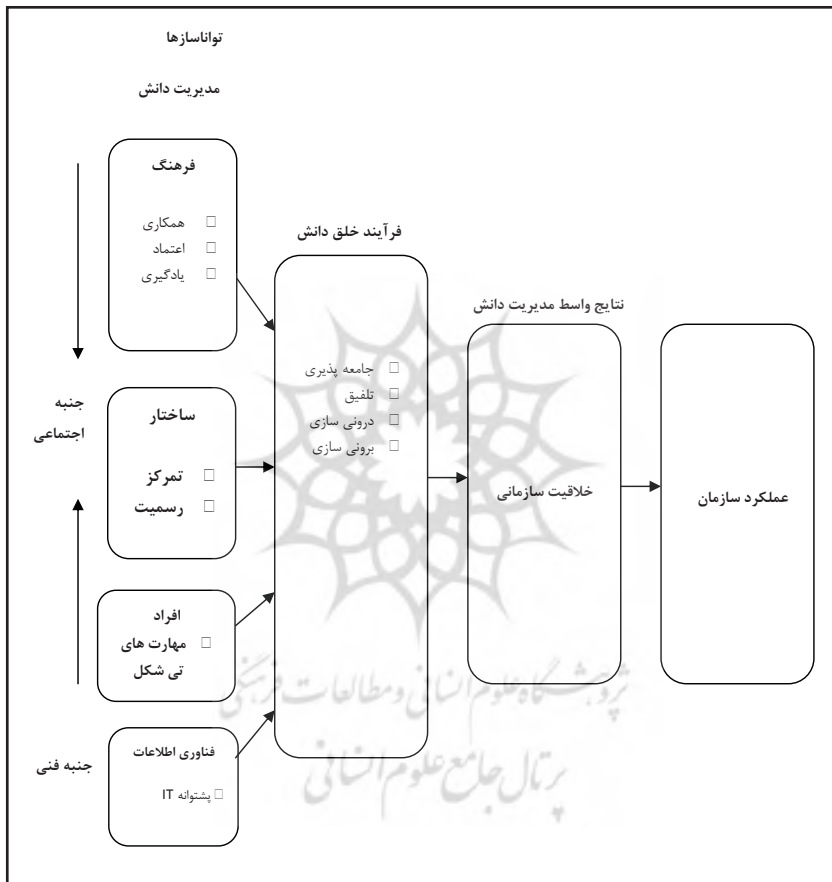 تواناسازها
مدیریت دانش
فرهنگ
□ همکاری
□ اعتماد
□ یادگیری
جنبه
اجتماعی
ساختار
□ تمرکز
□ رسمیت
افراد
□ مهارت های
تی شکل
جنبه فنی
فناوری اطلاعات
□ پشتوانه IT
فرآیند خلق دانش
□ جامعه پذیری
□ تلفیق
□ درونی سازی
□ برونی سازی
نتایج واسط مدیریت دانش
خلاقیت سازمانی
عملکرد سازمان
پژوهشگاه علوم انسانی و مطالعات فرهنگی
پرتال جامع علوم انسانی